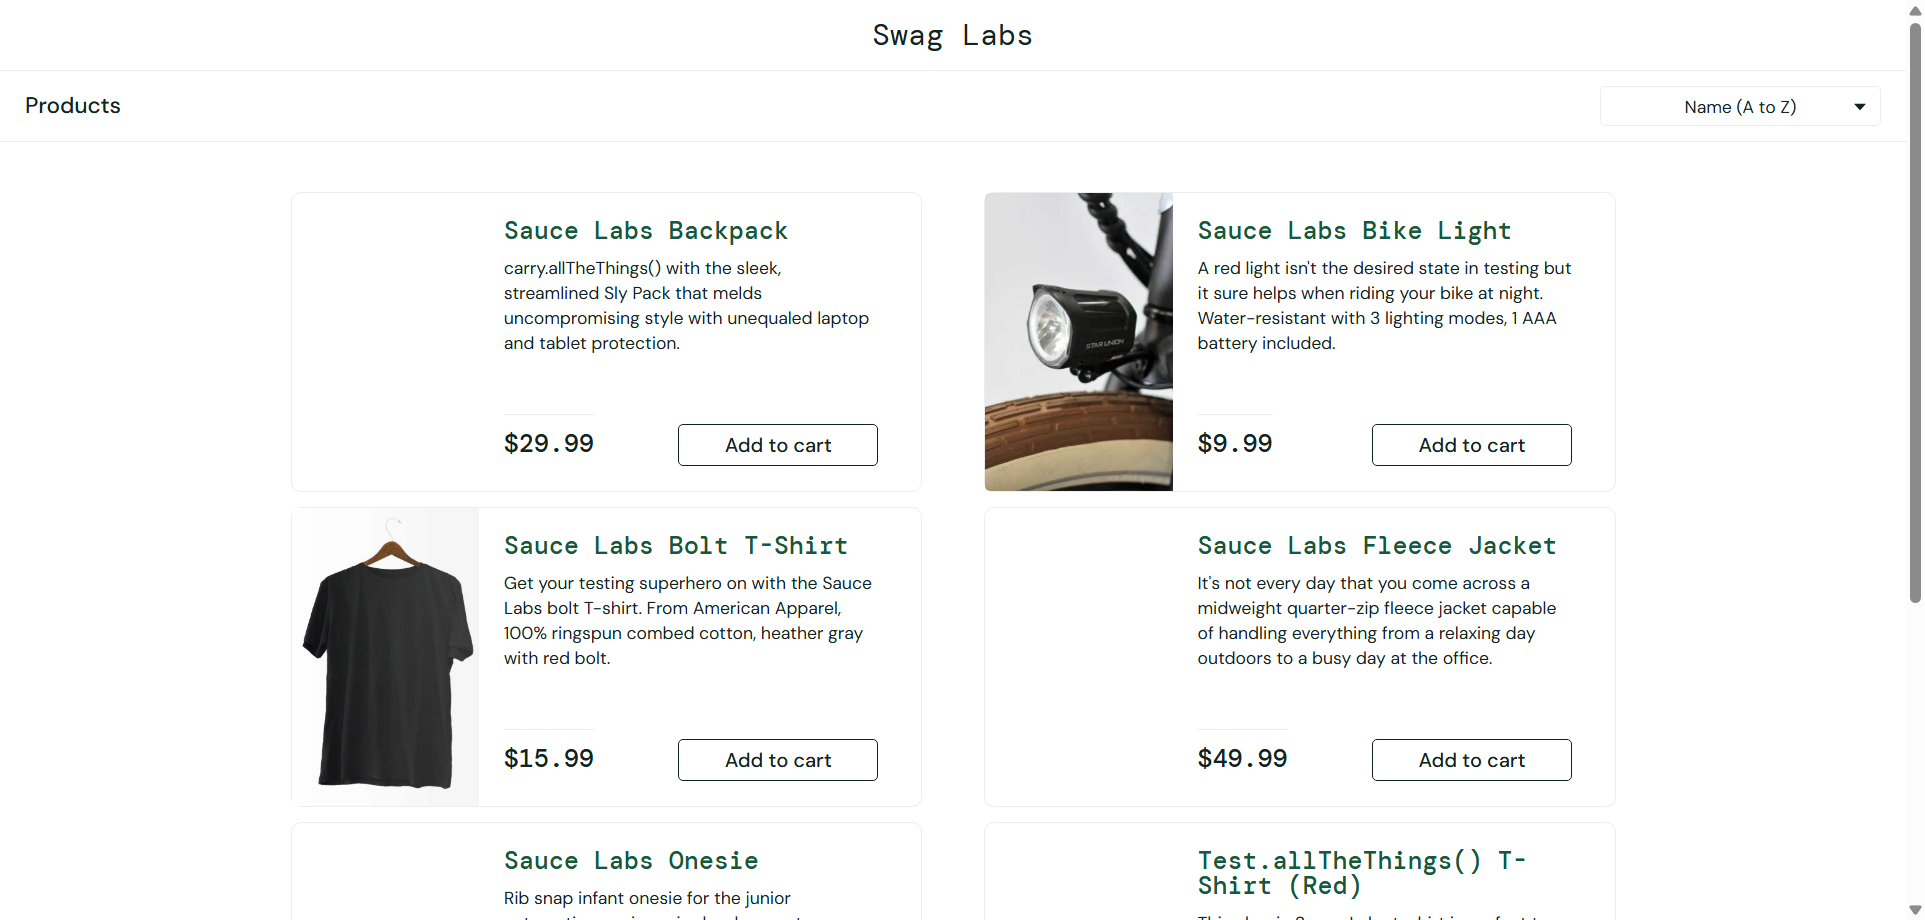 Swag Labs
Products
Name (A to Z)
Sauce Labs Backpack
carry.allTheThings() with the sleek,
streamlined Sly Pack that melds
uncompromising style with unequaled laptop
and tablet protection.
$29.99
Add to cart
Sauce Labs Bike Light
A red light isn't the desired state in testing but
it sure helps when riding your bike at night.
Water-resistant with 3 lighting modes, 1 AAA
battery included.
STAR UNION
$9.99
Add to cart
Sauce Labs Bolt T-Shirt
Get your testing superhero on with the Sauce
Labs bolt T-shirt. From American Apparel,
100% ringspun combed cotton, heather gray
with red bolt.
$15.99
Add to cart
Sauce Labs Fleece Jacket
It's not every day that you come across a
midweight quarter-zip fleece jacket capable
of handling everything from a relaxing day
outdoors to a busy day at the office.
$49.99
Add to cart
Sauce Labs Onesie
Rib snap infant onesie for the junior
Test.allTheThings() T-
Shirt (Red)